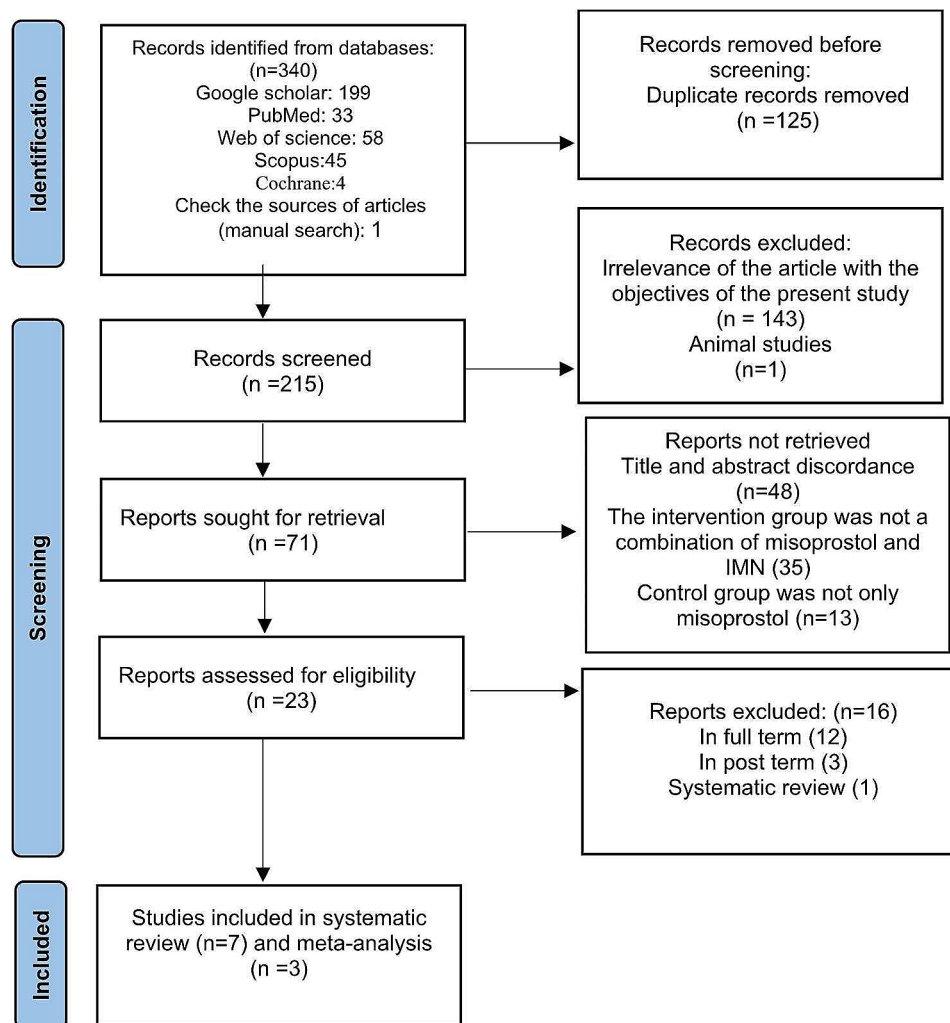 Identification
Records identified from databases:
(n=340)
Google scholar: 199
PubMed: 33
Web of science: 58
Scopus:45
Cochrane:4
Check the sources of articles
(manual search): 1
Records removed before
screening:
Duplicate records removed
(n =125)
Screening
Records screened
(n =215)
Records excluded:
Irrelevance of the article with the
objectives of the present study
(n = 143)
Animal studies
(n=1)
Reports sought for retrieval
(n =71)
Reports not retrieved
Title and abstract discordance
(n=48)
The intervention group was not a
combination of misoprostol and
IMN (35)
Control group was not only
misoprostol (n=13)
Reports assessed for eligibility
(n =23)
Reports excluded: (n=16)
In full term (12)
In post term (3)
Systematic review (1)
Included
Studies included in systematic
review (n=7) and meta-analysis
(n =3)